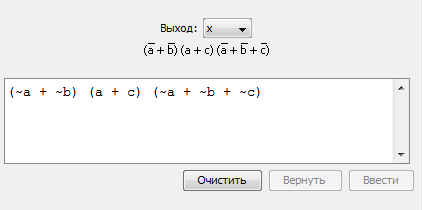 Выход: x
(a̅ + b̅) (a + c) (a̅ + b̅ + c̅)
(~a + ~b) (a + c) (~a + ~b + ~c)
Очистить Вернуть Ввести